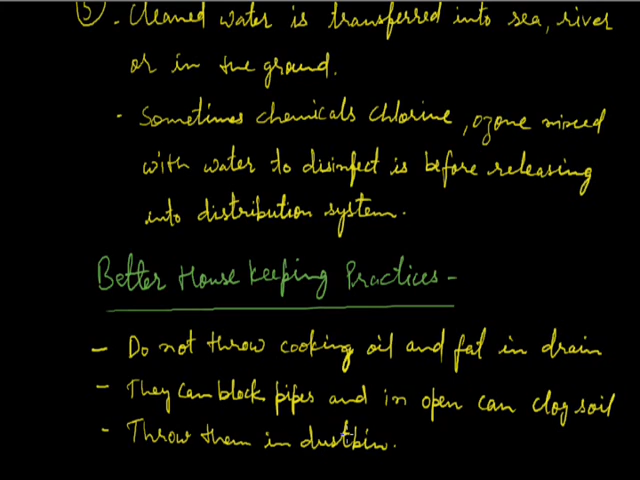 5) . Cleaned water is transferred into sea, river
or in the ground.
. Sometimes chemicals chlorine, ozone mixed
with water to disinfect is before releasing
into distribution system.
Better House keeping Practices -
- Do not throw cooking oil and fat in drain
- They can block pipes and in open can clog soil
- Throw them in dustbin.